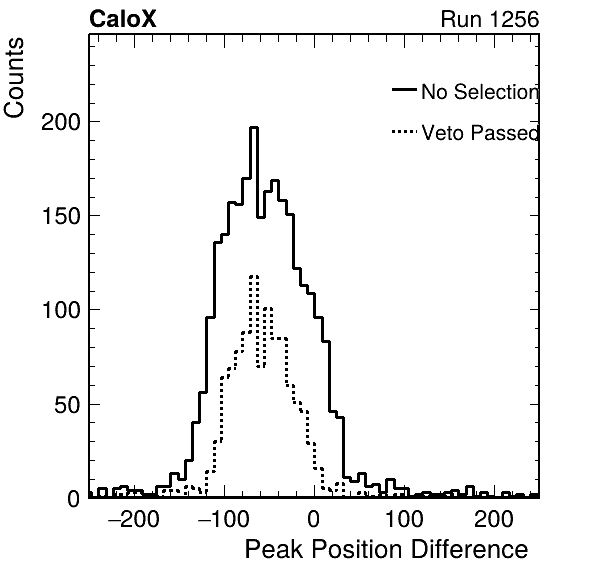 CaloX Run 1256
Counts
No Selection
Veto Passed
200
150
100
50
0
−200 −100 0 100 200
Peak Position Difference